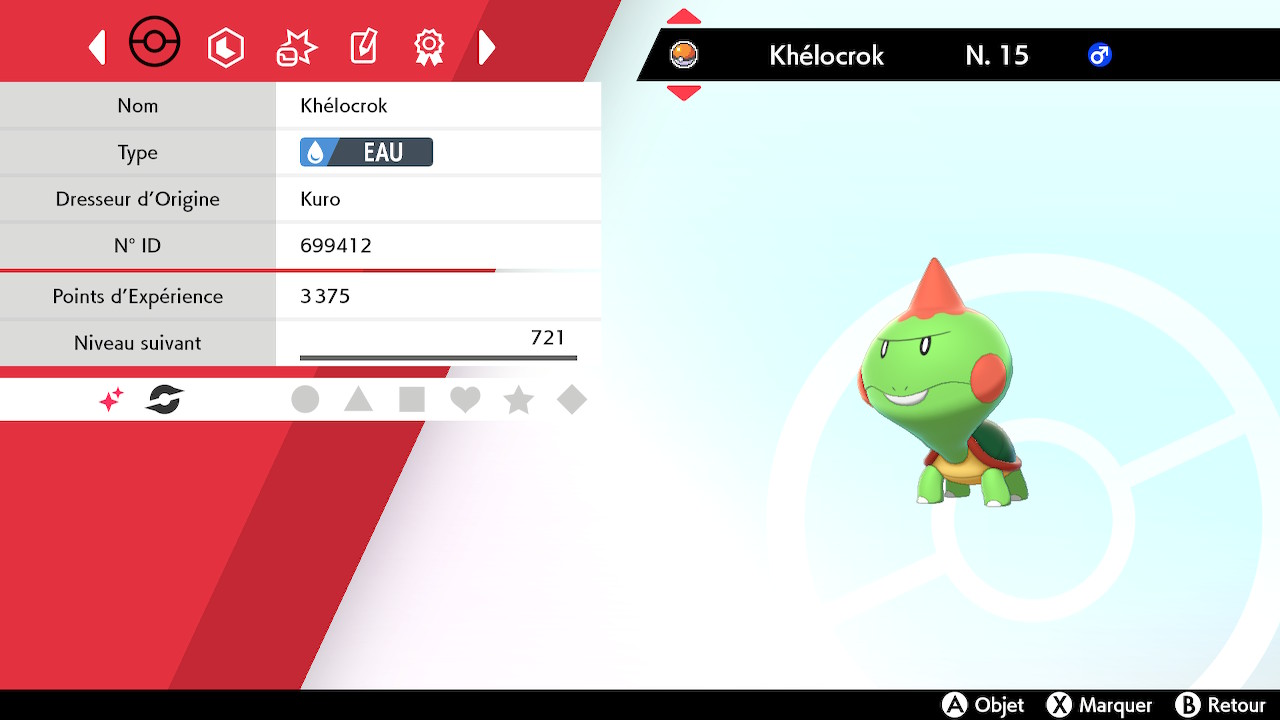 Khélocrok N. 15
Nom Khélocrok
Type EAU
Dresseur d'Origine Kuro
N° ID 699412
Points d'Expérience 3 375
Niveau suivant 721
A Objet X Marquer B Retour